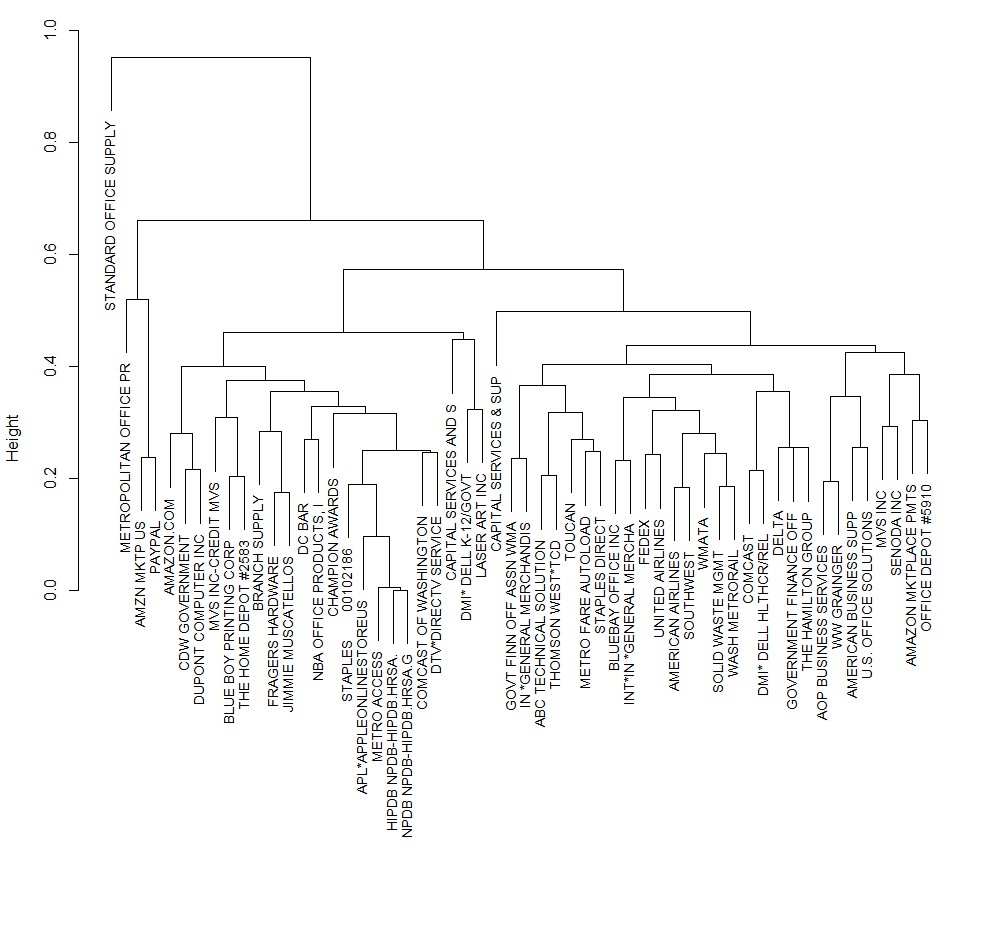 1.0
0.8
0.6
0.4
0.2
0.0
Height
STANDARD OFFICE SUPPLY
METROPOLITAN OFFICE PR
AMZN MKTP US
PAYPAL
AMAZON.COM
CDW GOVERNMENT
DUPONT COMPUTER INC
MVS INC-CREDIT MVS
BLUE BOY PRINTING CORP
THE HOME DEPOT #2583
BRANCH SUPPLY
FRAGERS HARDWARE
JIMMIE MUSCATELLOS
DC BAR
NBA OFFICE PRODUCTS, I
CHAMPION AWARDS
STAPLES 00102186
APL*APPLEONLINESTOREUS
METRO ACCESS
HIPDB NPDB-HIPDB.HRSA.
NPDB NPDB-HIPDB.HRSA.G
COMCAST OF WASHINGTON
DTV*DIRECTV SERVICE
CAPITAL SERVICES AND S
DMI* DELL K-12/GOVT
LASER ART INC
CAPITAL SERVICES & SUP
GOVT FINN OFF ASSN WMA
IN *GENERAL MERCHANDIS
ABC TECHNICAL SOLUTION
THOMSON WEST*TCD
TOUCAN
METRO FARE AUTOLOAD
STAPLES DIRECT
BLUEBAY OFFICE INC
INT*IN *GENERAL MERCHA
FEDEX
UNITED AIRLINES
AMERICAN AIRLINES
SOUTHWEST
WMATA
SOLID WASTE MGMT
WASH METRORAIL
COMCAST
DMI* DELL HLTHCR/REL
DELTA
GOVERNMENT FINANCE OFF
THE HAMILTON GROUP
AOP BUSINESS SERVICES
WW GRAINGER
AMERICAN BUSINESS SUPP
U.S. OFFICE SOLUTIONS
MVS INC
SENODA INC
AMAZON MKTPLACE PMTS
OFFICE DEPOT #5910